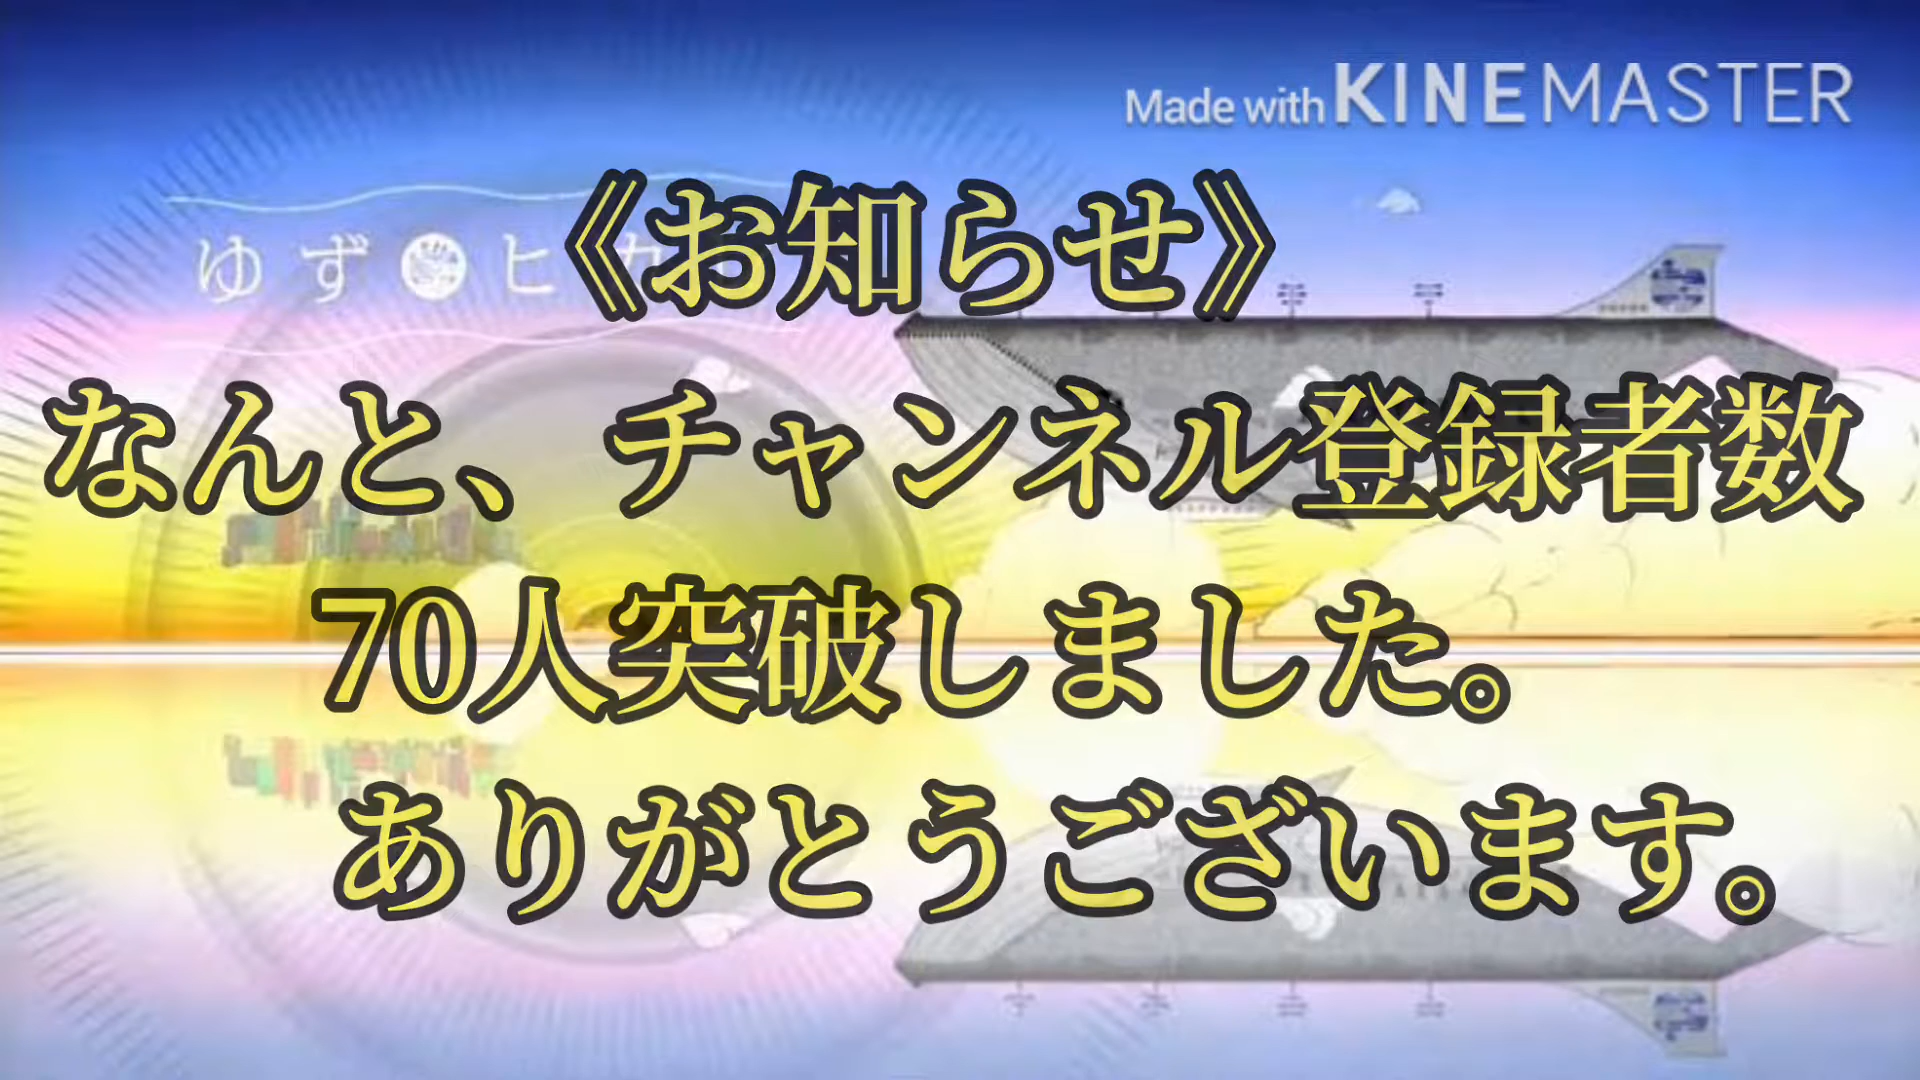 Made with KINEMASTER
《お知らせ》
ゆず ヒカ
なんと、チャンネル登録者数
70人突破しました。
ありがとうございます。